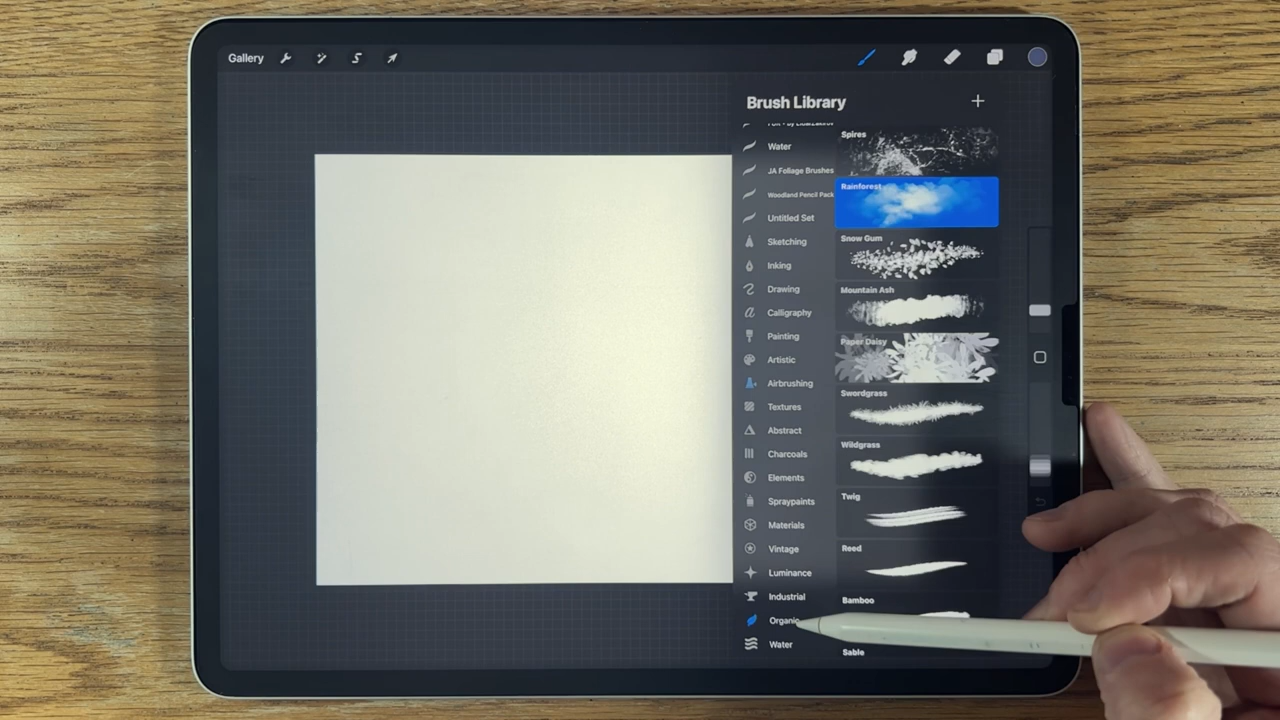 Gallery
Brush Library
Water
JA Foliage Brushes
Woodland Pencil Pack
Untitled Set
Sketching
Inking
Drawing
Calligraphy
Painting
Artistic
Airbrushing
Textures
Abstract
Charcoals
Elements
Spraypaints
Materials
Vintage
Luminance
Industrial
Organic
Water
Spires
Rainforest
Snow Gum
Mountain Ash
Paper Daisy
Swordgrass
Wildgrass
Twig
Reed
Bamboo
Sable